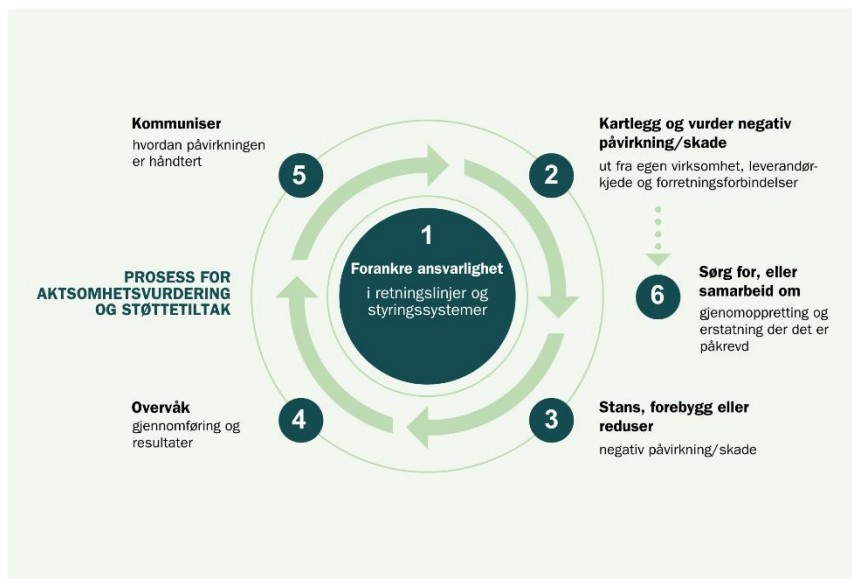 PROSESS FOR
AKTSOMHETSVURDERING
OG STØTTETILTAK
1
Forankre ansvarlighet
i retningslinjer og
styringssystemer
2
Kartlegg og vurder negativ
påvirkning/skade
ut fra egen virksomhet, leverandør-
kjede og forretningsforbindelser
3
Stans, forebygg eller
reduser
negativ påvirkning/skade
4
Overvåk
gjennomføring og
resultater
5
Kommuniser
hvordan påvirkningen
er håndtert
6
Sørg for, eller
samarbeid om
gjenomoppretting og
erstatning der det er
påkrevd